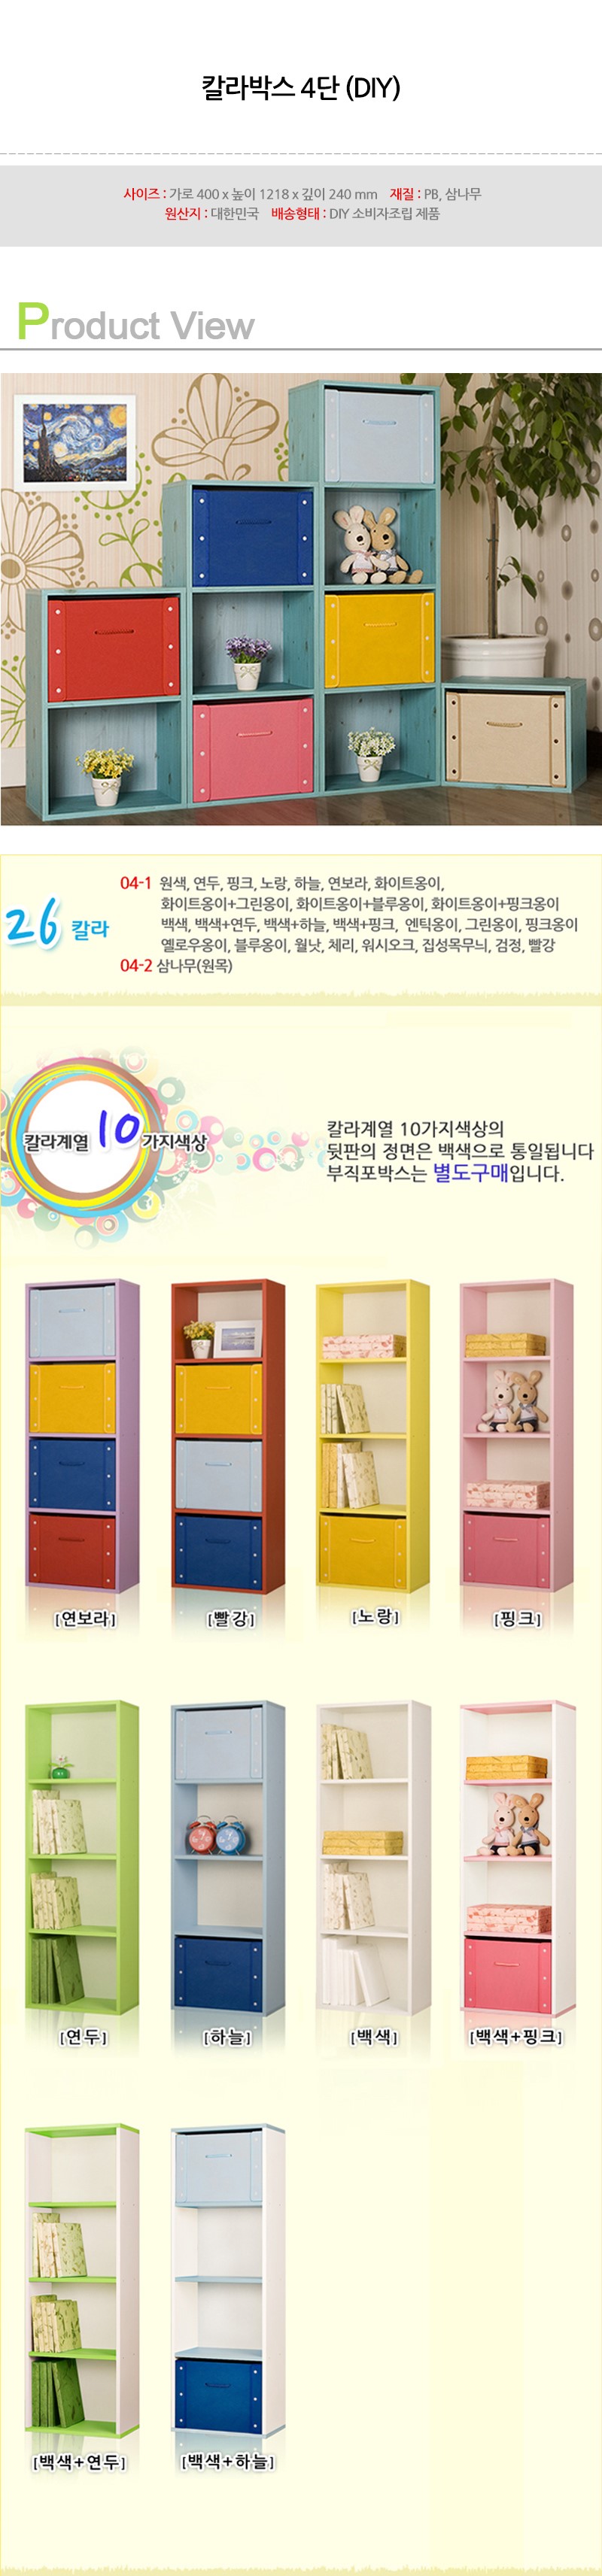 칼라박스 4단 (DIY)
사이즈 : 가로 400 x 높이 1218 x 깊이 240 mm 재질 : PB, 삼나무
원산지 : 대한민국 배송형태 : DIY 소비자조립 제품
Product View
26 칼라
04-1 원색, 연두, 핑크, 노랑, 하늘, 연보라, 화이트옹이,
화이트옹이+그린옹이, 화이트옹이+블루옹이, 화이트옹이+핑크옹이
백색, 백색+연두, 백색+하늘, 백색+핑크, 엔틱옹이, 그린옹이, 핑크옹이
옐로우옹이, 블루옹이, 월낫, 체리, 워시오크, 집성목무늬, 검정, 빨강
04-2 삼나무(원목)
칼라계열 10가지색상
칼라계열 10가지색상의
뒷판의 정면은 백색으로 통일됩니다
부직포박스는 별도구매입니다.
[연보라] [빨강] [노랑] [핑크]
[연두] [하늘] [백색] [백색+핑크]
[백색+연두] [백색+하늘]